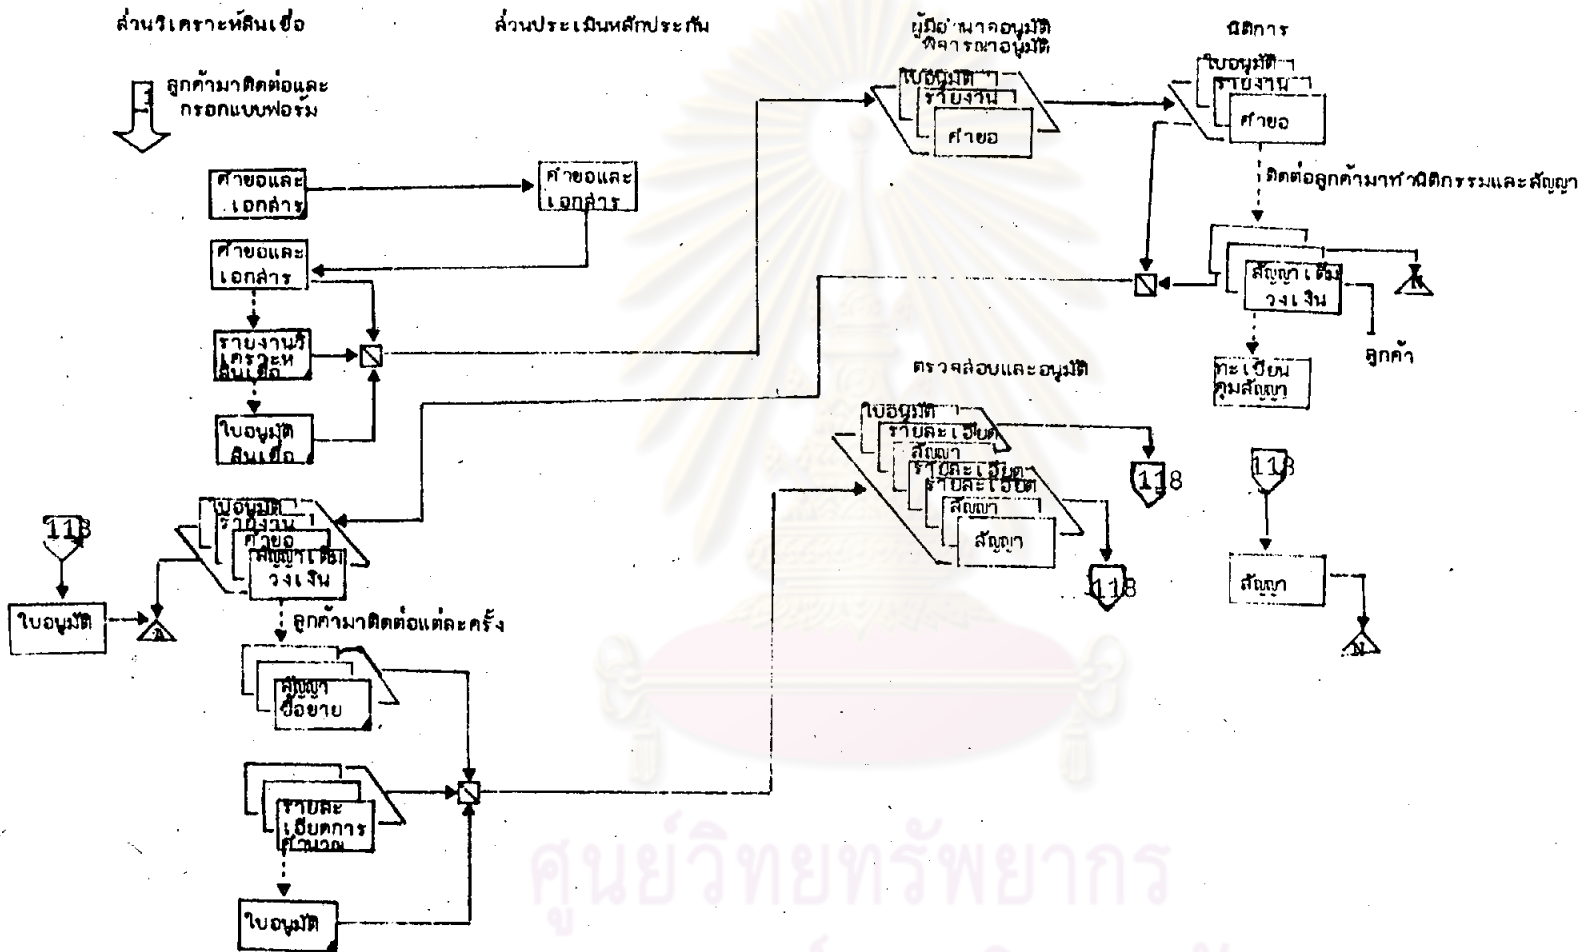 ส่วนวิเคราะห์สินเชื่อ
ส่วนประเมินหลักประกัน
ผู้มีอำนาจอนุมัติ
พิจารณาอนุมัติ
นิติการ
ลูกค้ามาติดต่อและ
กรอกแบบฟอร์ม
ใบอนุมัติ
รายงาน
คำขอ
ใบอนุมัติ
รายงาน
คำขอ
คำขอและ
เอกสาร
คำขอและ
เอกสาร
ติดต่อลูกค้ามาทำนิติกรรมและสัญญา
คำขอและ
เอกสาร
สัญญาเต็ม
วงเงิน
N
ลูกค้า
รายงานวิ
เคราะห์
สินเชื่อ
ทะเบียน
คุมสัญญา
ใบอนุมัติ
สินเชื่อ
ตรวจสอบและอนุมัติ
ใบอนุมัติ
รายละเอียด
สัญญา
รายละเอียด
รายละเอียด
สัญญา
สัญญา
118
118
118
ใบอนุมัติ
รายงาน
คำขอ
สัญญาเต็ม
วงเงิน
118
ใบอนุมัติ
สัญญา
N
ลูกค้ามาติดต่อแต่ละครั้ง
สัญญา
ซื้อขาย
รายละ
เอียดการ
คำนวณ
ใบอนุมัติ
ศูนย์วิทยทรัพยากร